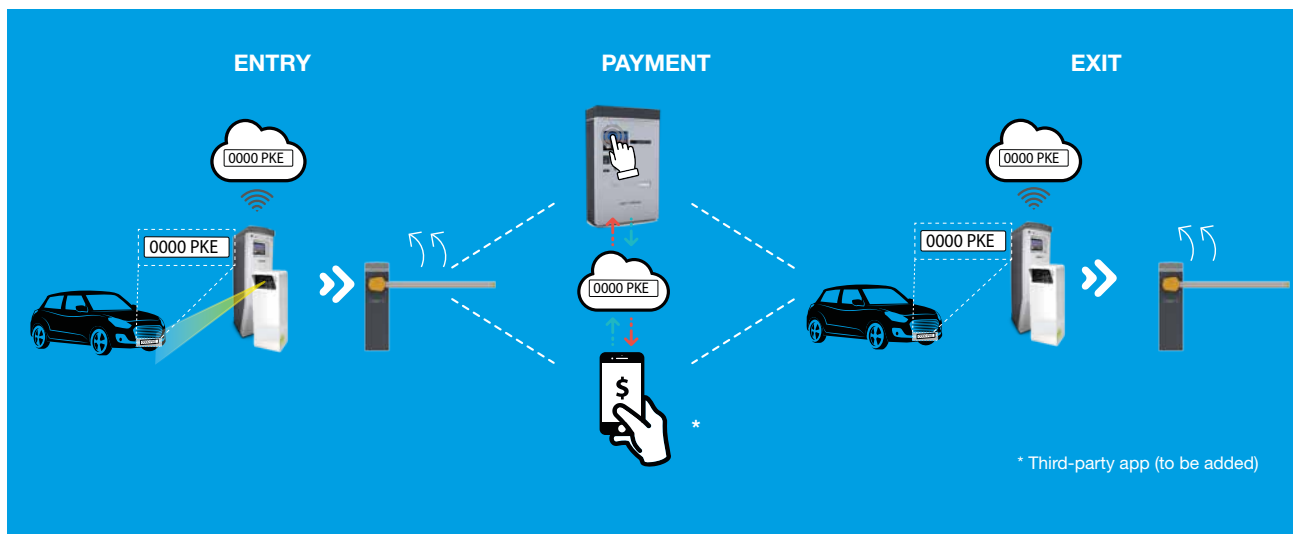 ENTRY
PAYMENT
EXIT
0000 PKE
0000 PKE
0000 PKE
0000 PKE
0000 PKE
$
*
* Third-party app (to be added)